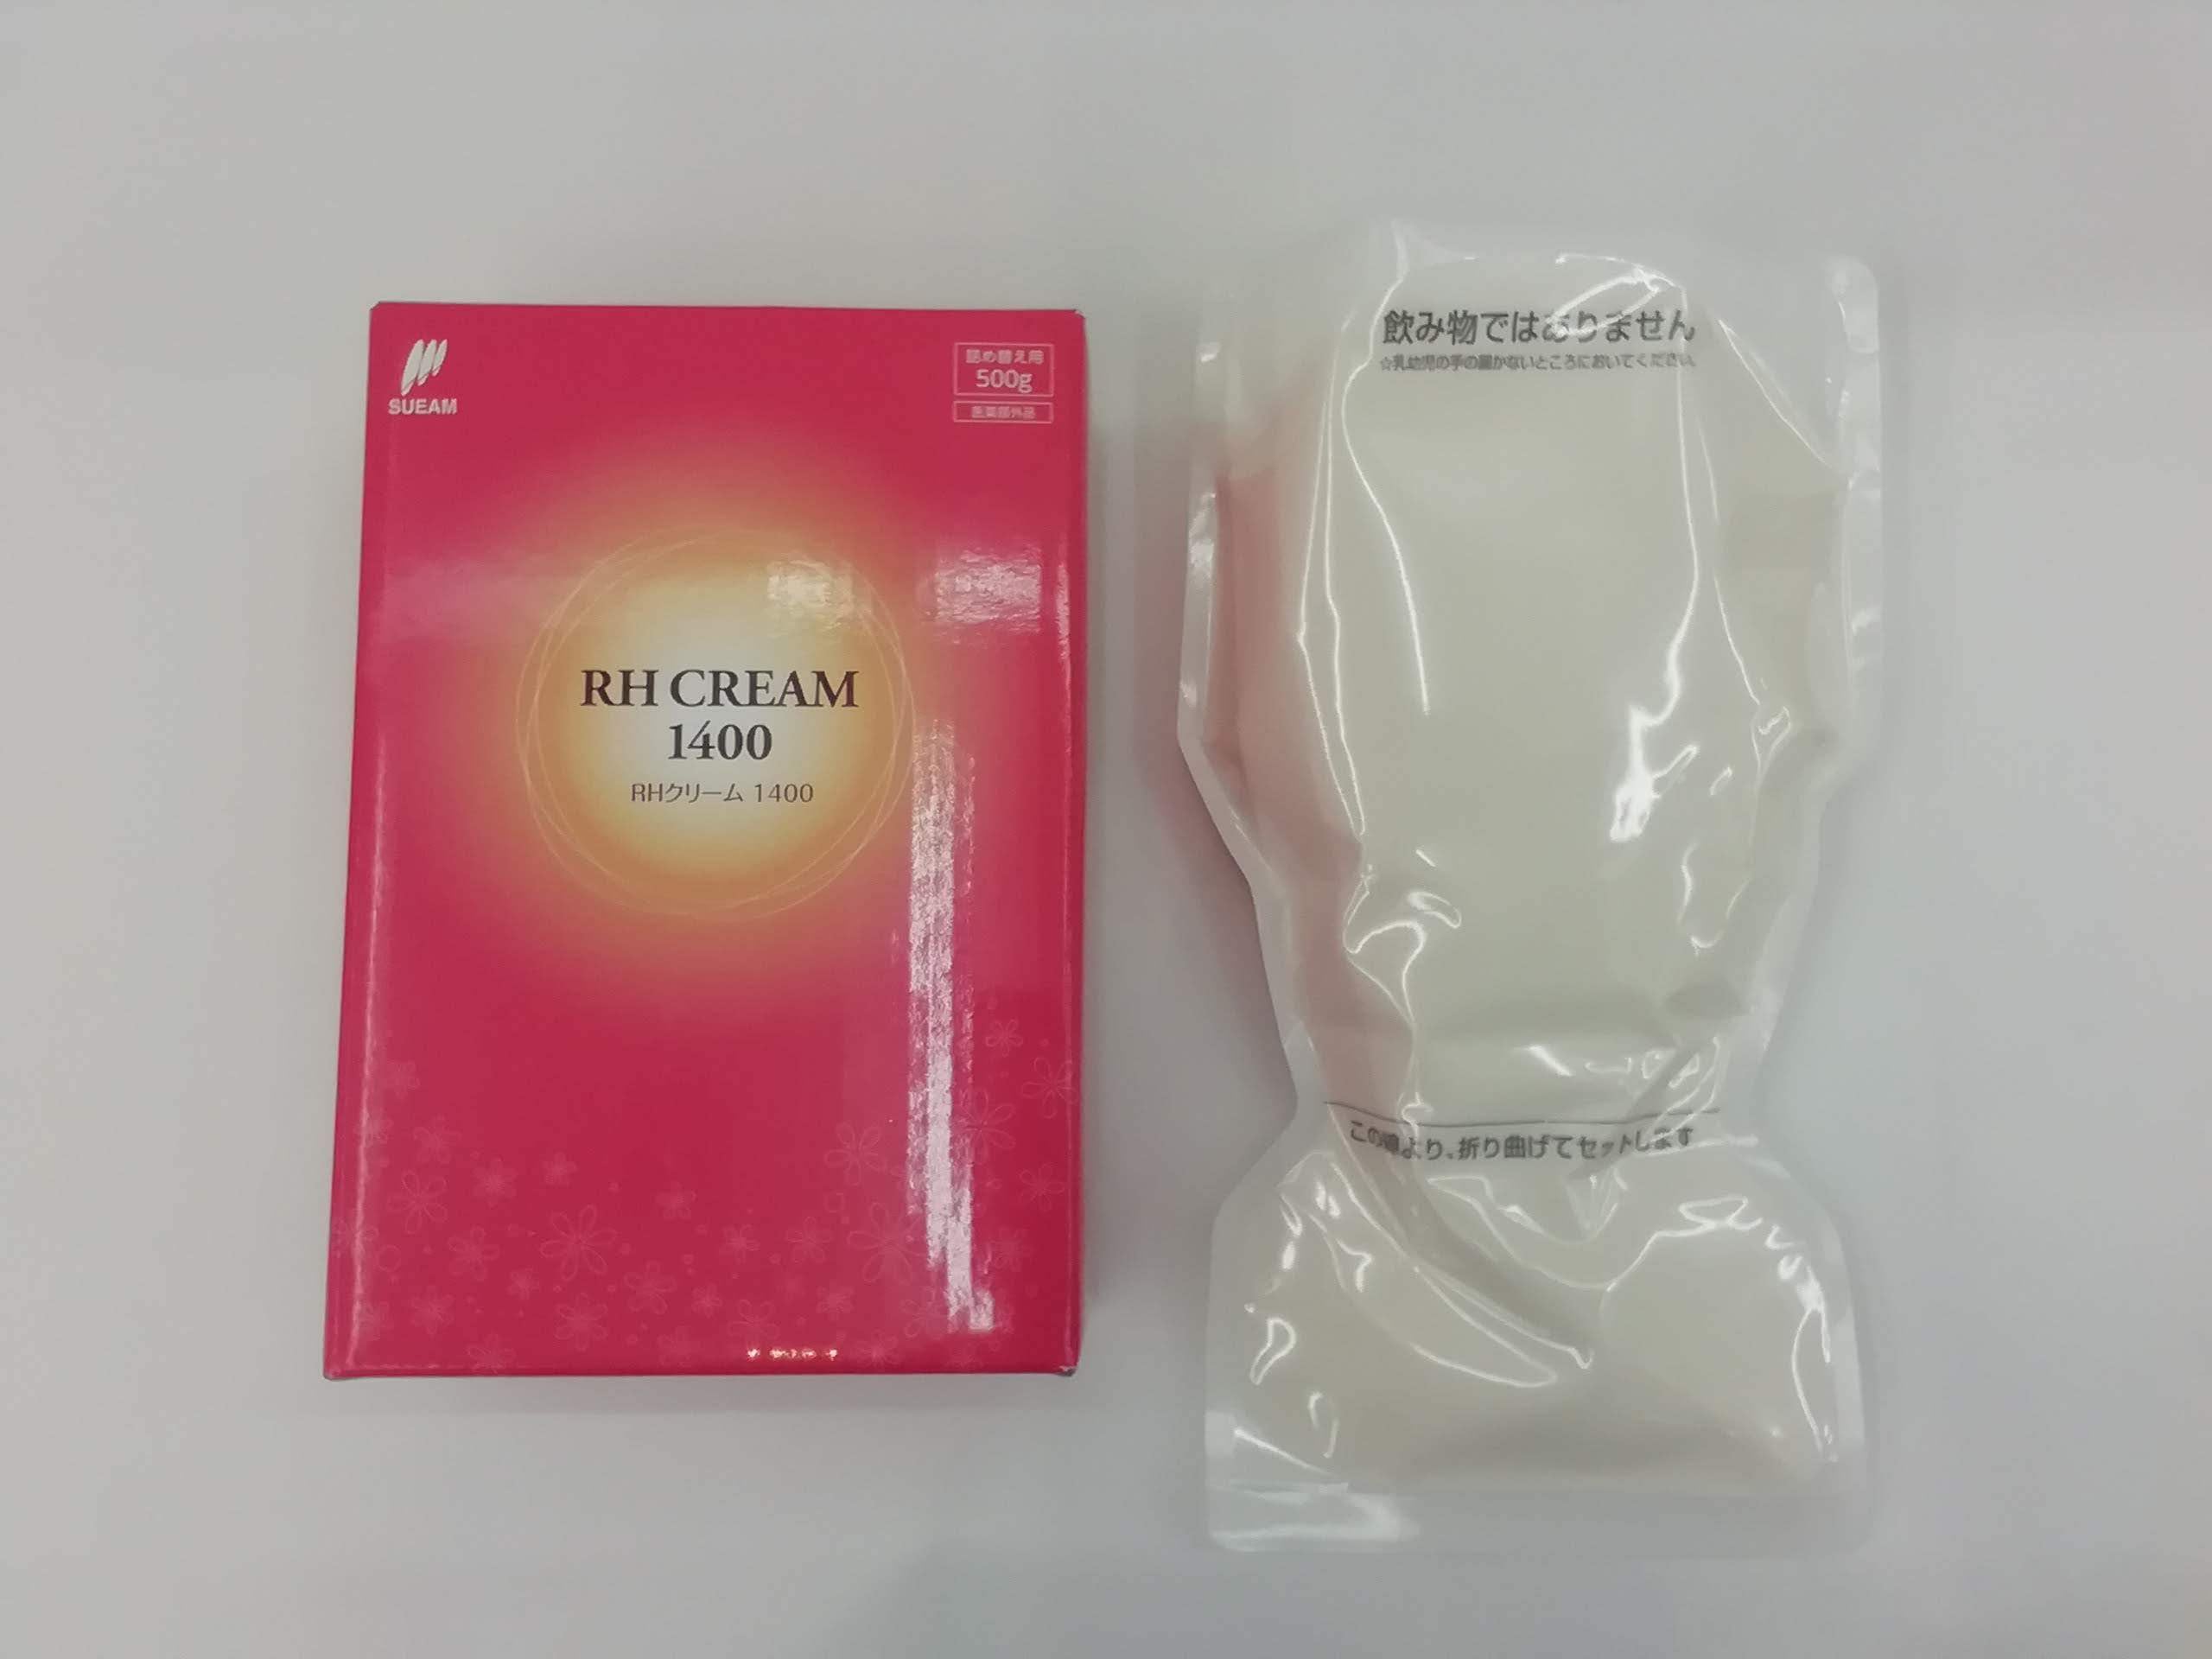 SUEAM
詰め替え用
500g
医薬部外品
RH CREAM
1400
RHクリーム 1400
飲み物ではありません
☆乳幼児の手の届かないところにおいてください
この線より、折り曲げてセットします